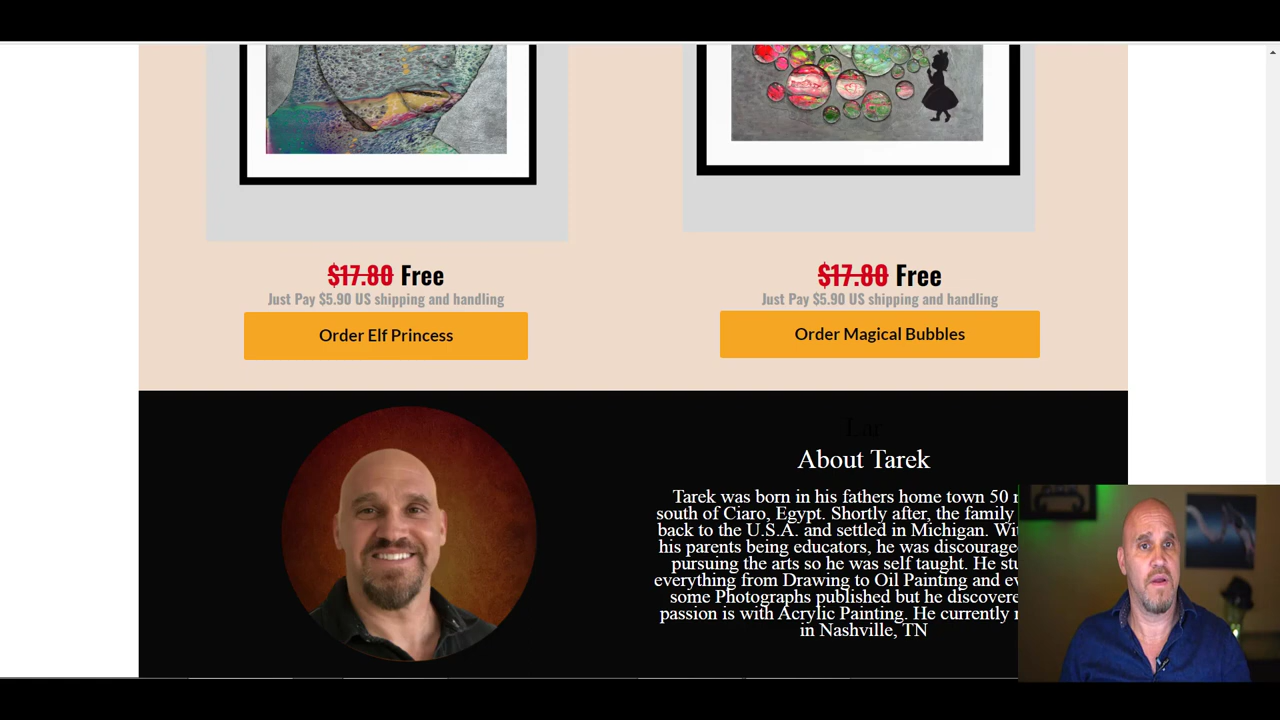 $17.80 Free
Just Pay $5.90 US shipping and handling
Order Elf Princess
$17.80 Free
Just Pay $5.90 US shipping and handling
Order Magical Bubbles
About Tarek
Tarek was born in his fathers home town 50
south of Ciaro, Egypt. Shortly after, the family
back to the U.S.A. and settled in Michigan.
his parents being educators, he was
pursuing the arts so he was self taught. He
everything from Drawing to Oil Painting and
some Photographs published but he
passion is with Acrylic Painting. He currently
in Nashville, TN